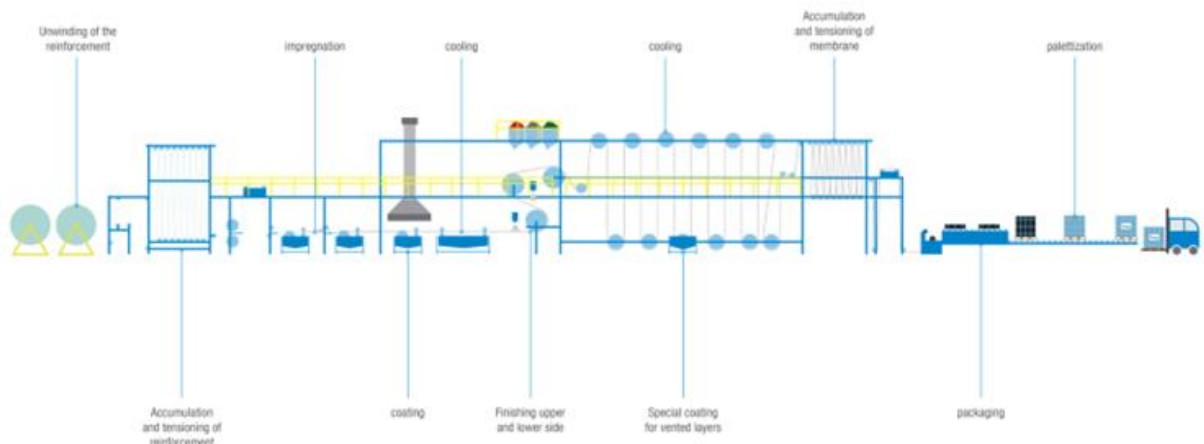 Unwinding of the
reinforcement
impregnation
cooling
cooling
Accumulation
and tensioning of
membrane
palettization
Accumulation
and tensioning of
reinforcement
coating
Finishing upper
and lower side
Special coating
for vented layers
packaging